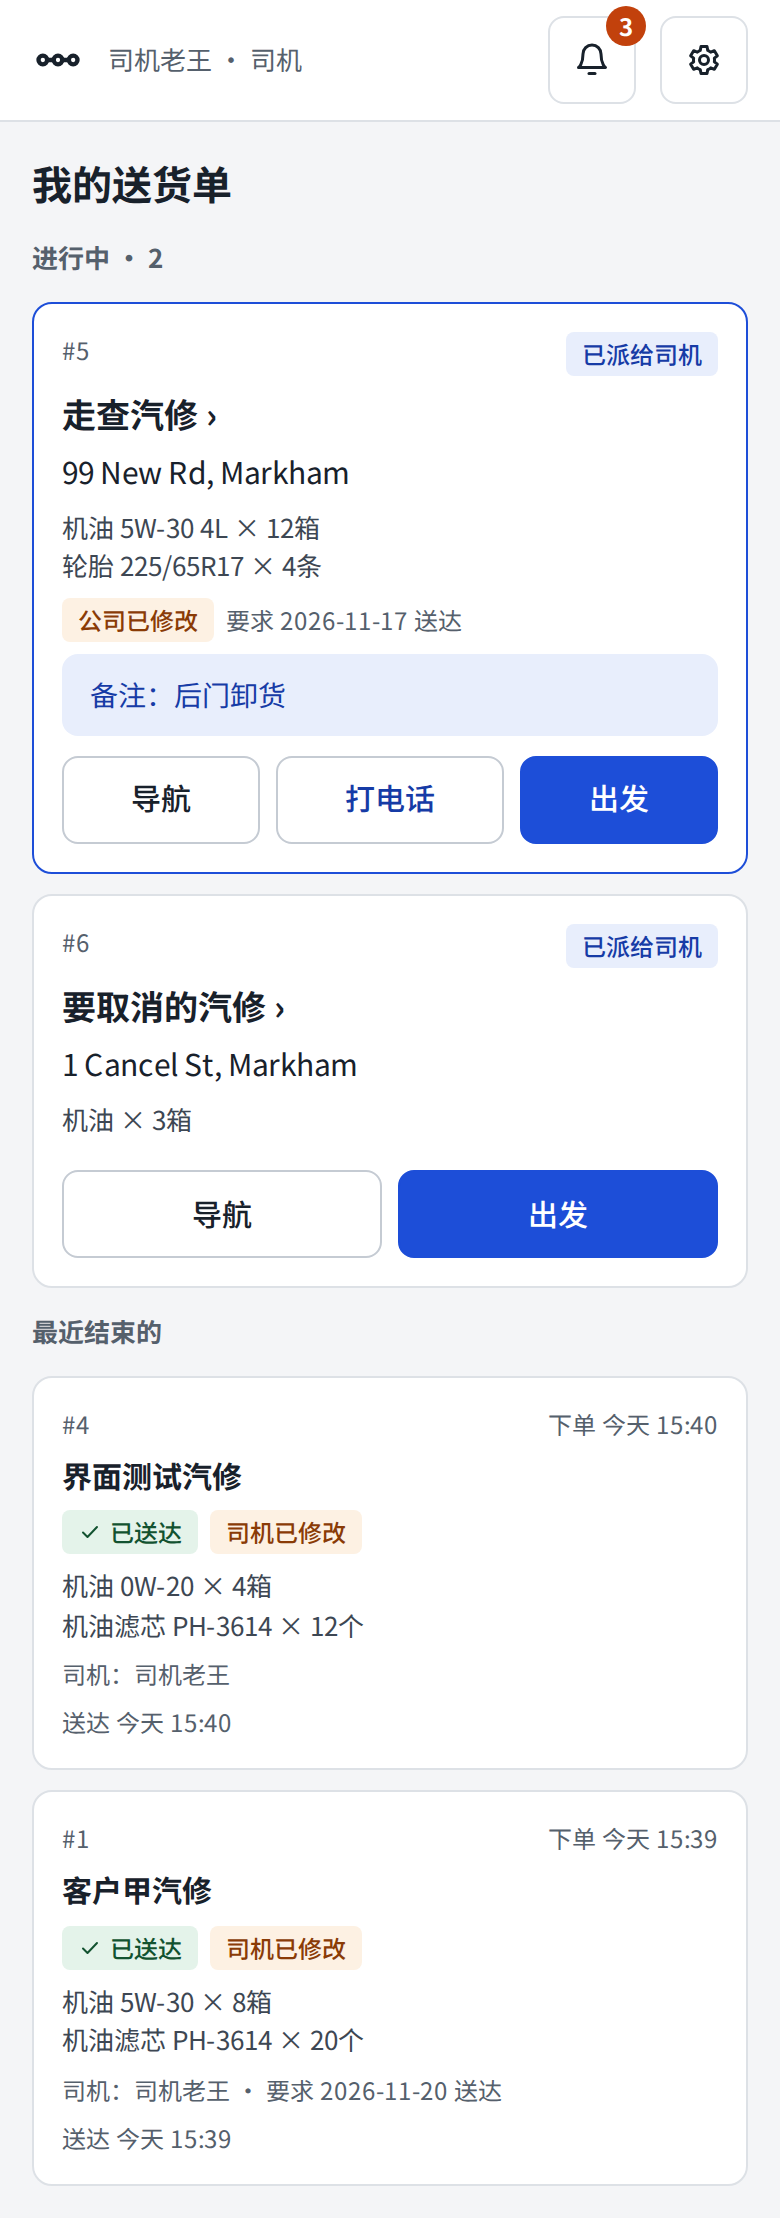 司机老王 · 司机
3
我的送货单
进行中 · 2
#5
已派给司机
走查汽修 ›
99 New Rd, Markham
机油 5W-30 4L × 12箱
轮胎 225/65R17 × 4条
公司已修改 要求 2026-11-17 送达
备注：后门卸货
导航 打电话 出发
#6
已派给司机
要取消的汽修 ›
1 Cancel St, Markham
机油 × 3箱
导航 出发
最近结束的
#4 下单 今天 15:40
界面测试汽修
✓ 已送达 司机已修改
机油 0W-20 × 4箱
机油滤芯 PH-3614 × 12个
司机：司机老王
送达 今天 15:40
#1 下单 今天 15:39
客户甲汽修
✓ 已送达 司机已修改
机油 5W-30 × 8箱
机油滤芯 PH-3614 × 20个
司机：司机老王 · 要求 2026-11-20 送达
送达 今天 15:39